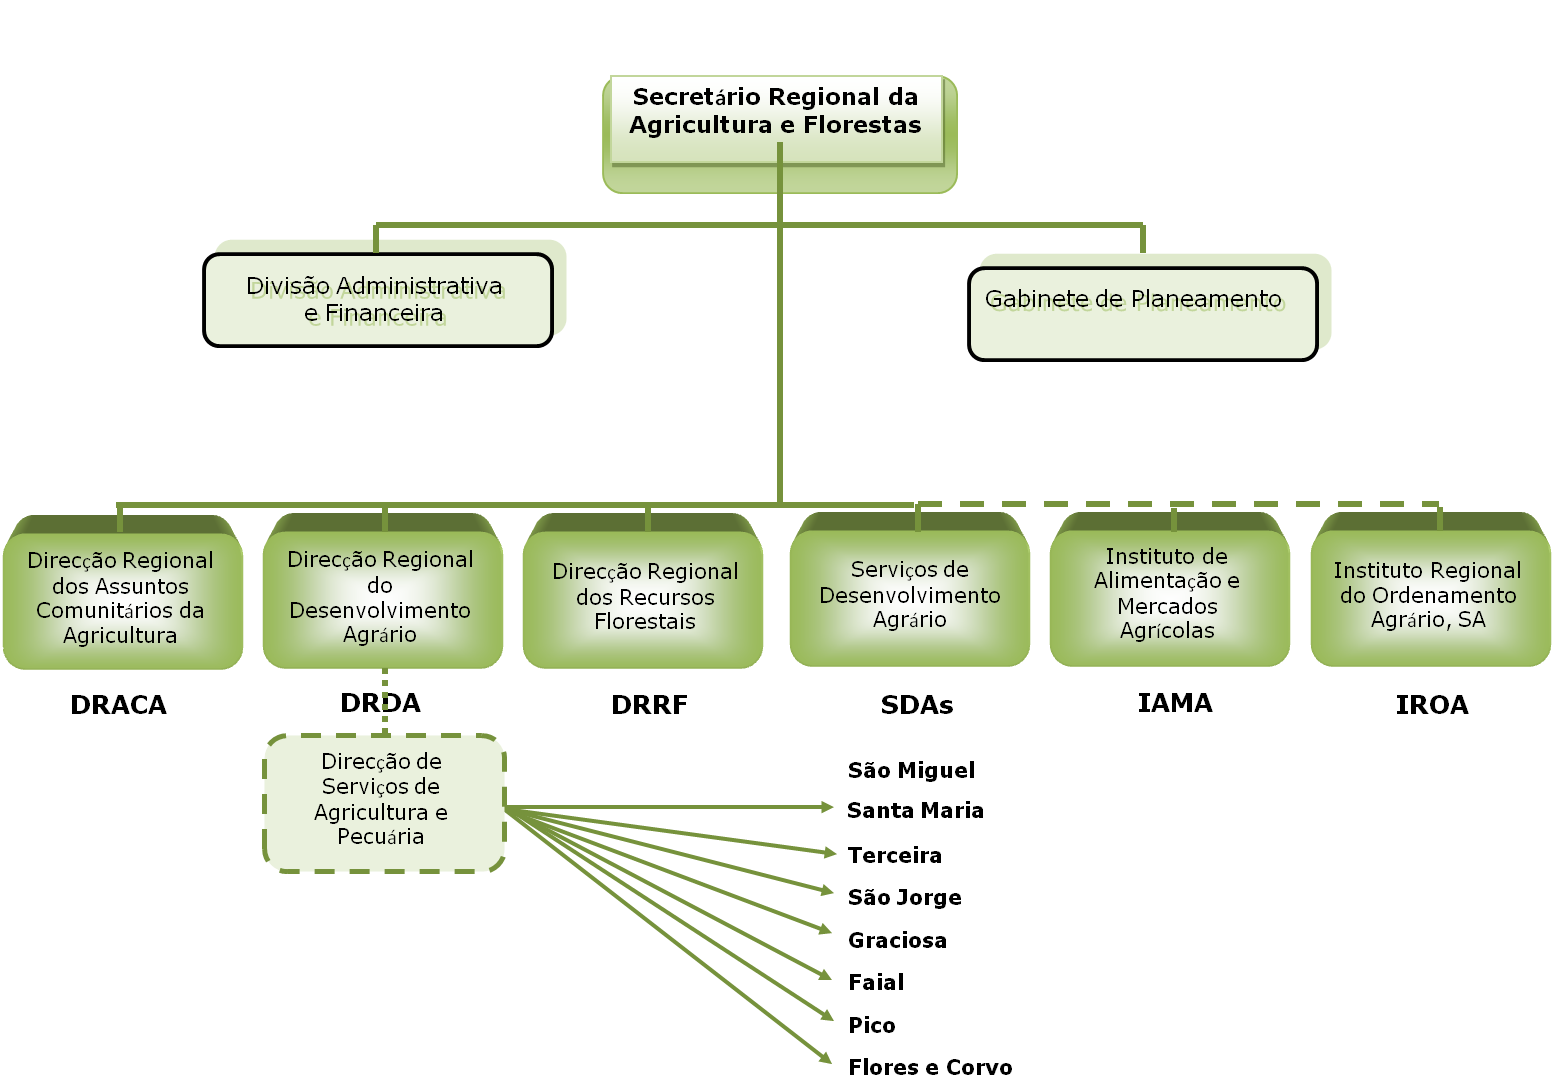 Secretário Regional da
Agricultura e Florestas
Divisão Administrativa
e Financeira
Gabinete de Planeamento
Direcção Regional
dos Assuntos
Comunitários da
Agricultura
Direcção Regional
do
Desenvolvimento
Agrário
Direcção Regional
dos Recursos
Florestais
Serviços de
Desenvolvimento
Agrário
Instituto de
Alimentação e
Mercados
Agrícolas
Instituto Regional
do Ordenamento
Agrário, SA
DRACA
DRDA
DRRF
SDAs
IAMA
IROA
Direcção de
Serviços de
Agricultura e
Pecuária
São Miguel
Santa Maria
Terceira
São Jorge
Graciosa
Faial
Pico
Flores e Corvo